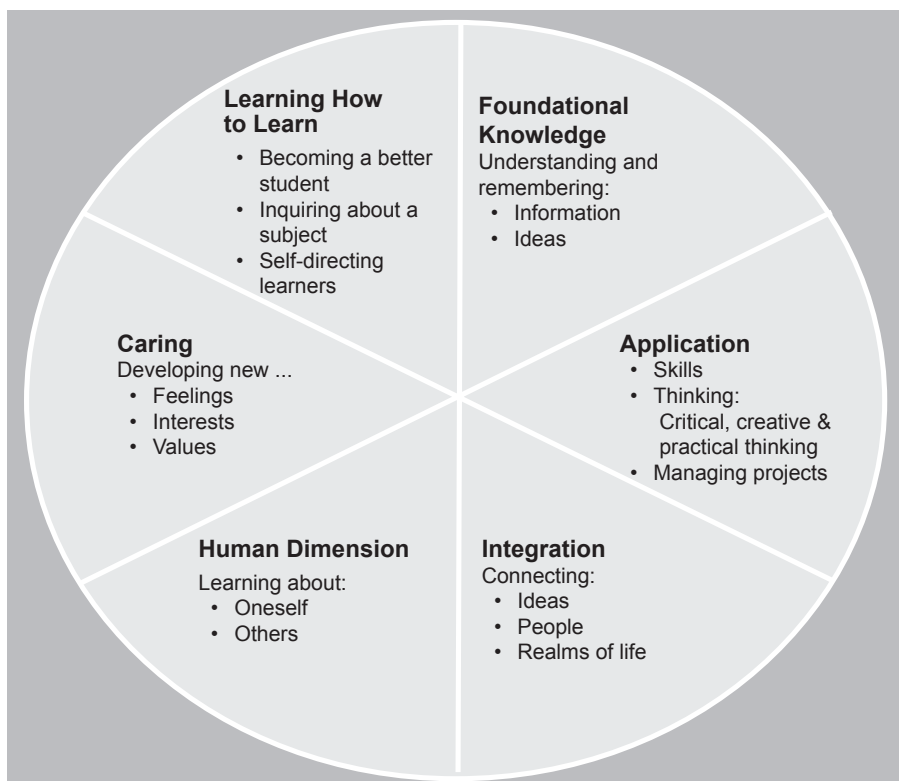 Learning How
to Learn
• Becoming a better
student
• Inquiring about a
subject
• Self-directing
learners
Foundational
Knowledge
Understanding and
remembering:
• Information
• Ideas
Caring
Developing new ...
• Feelings
• Interests
• Values
Application
• Skills
• Thinking:
Critical, creative &
practical thinking
• Managing projects
Human Dimension
Learning about:
• Oneself
• Others
Integration
Connecting:
• Ideas
• People
• Realms of life